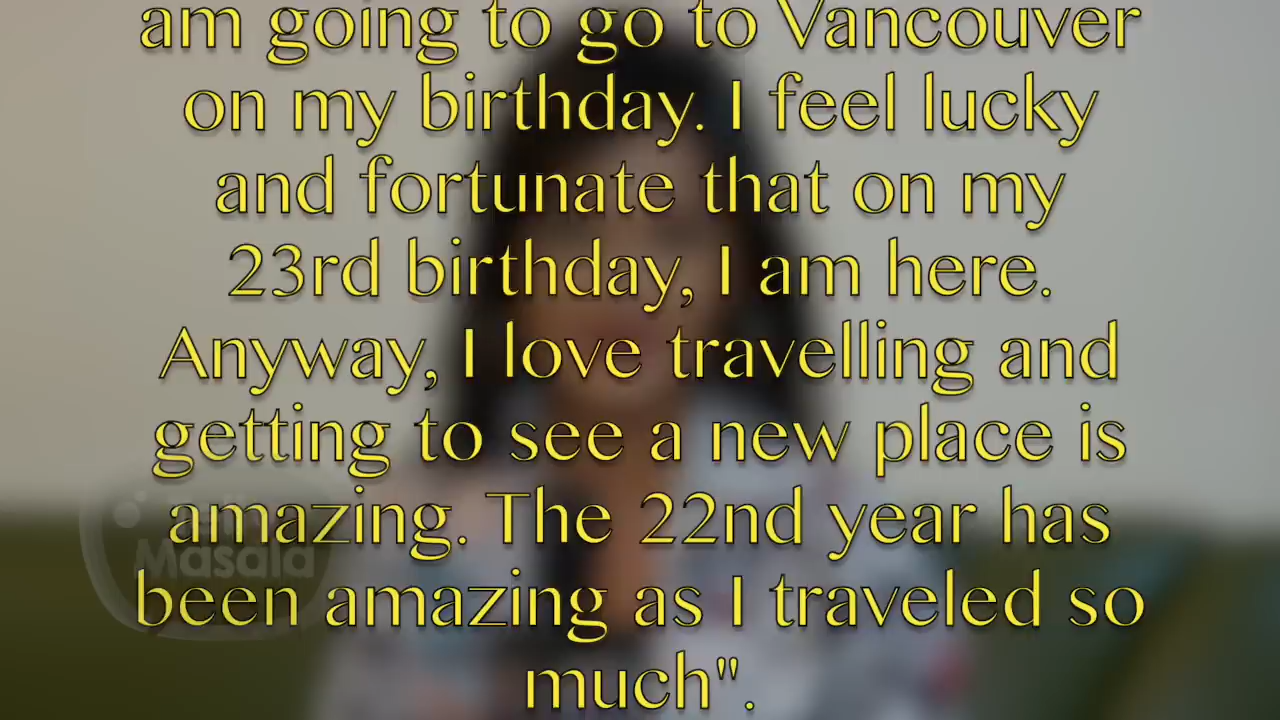 am going to go to Vancouver
on my birthday. I feel lucky
and fortunate that on my
23rd birthday, I am here.
Anyway, I love travelling and
getting to see a new place is
amazing. The 22nd year has
been amazing as I traveled so
much".
Masala